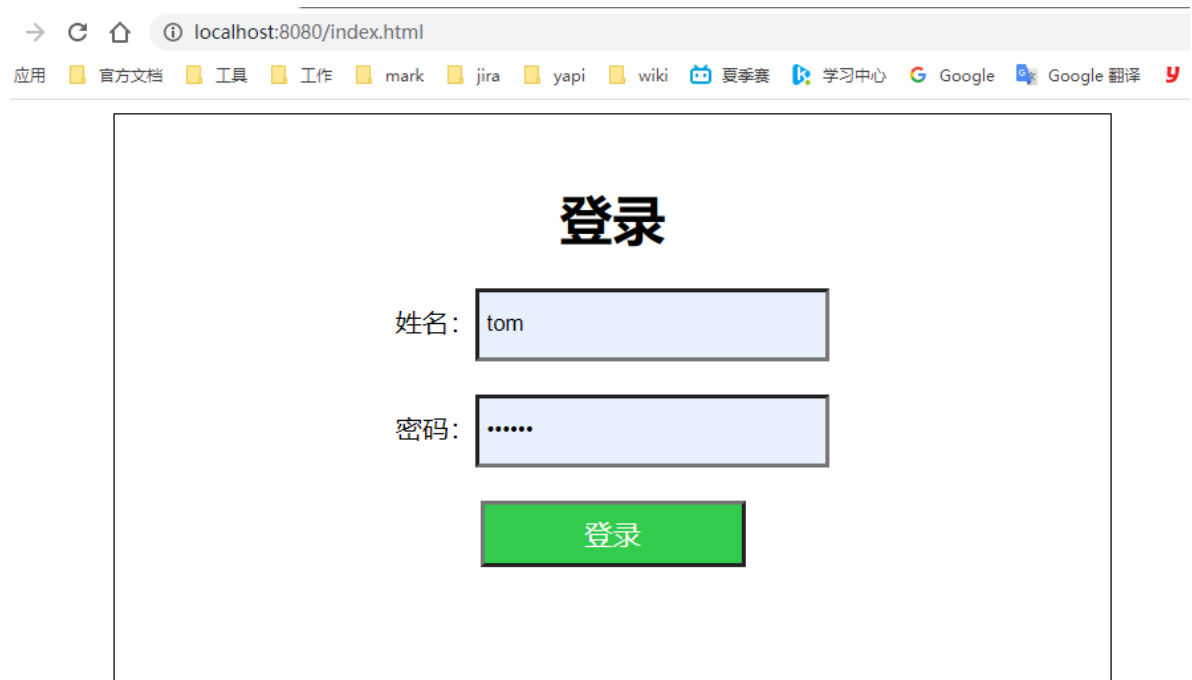 localhost:8080/index.html
应用 官方文档 工具 工作 mark jira yapi wiki 夏季赛 学习中心 Google Google 翻译
登录
姓名： tom
密码： ••••••
登录